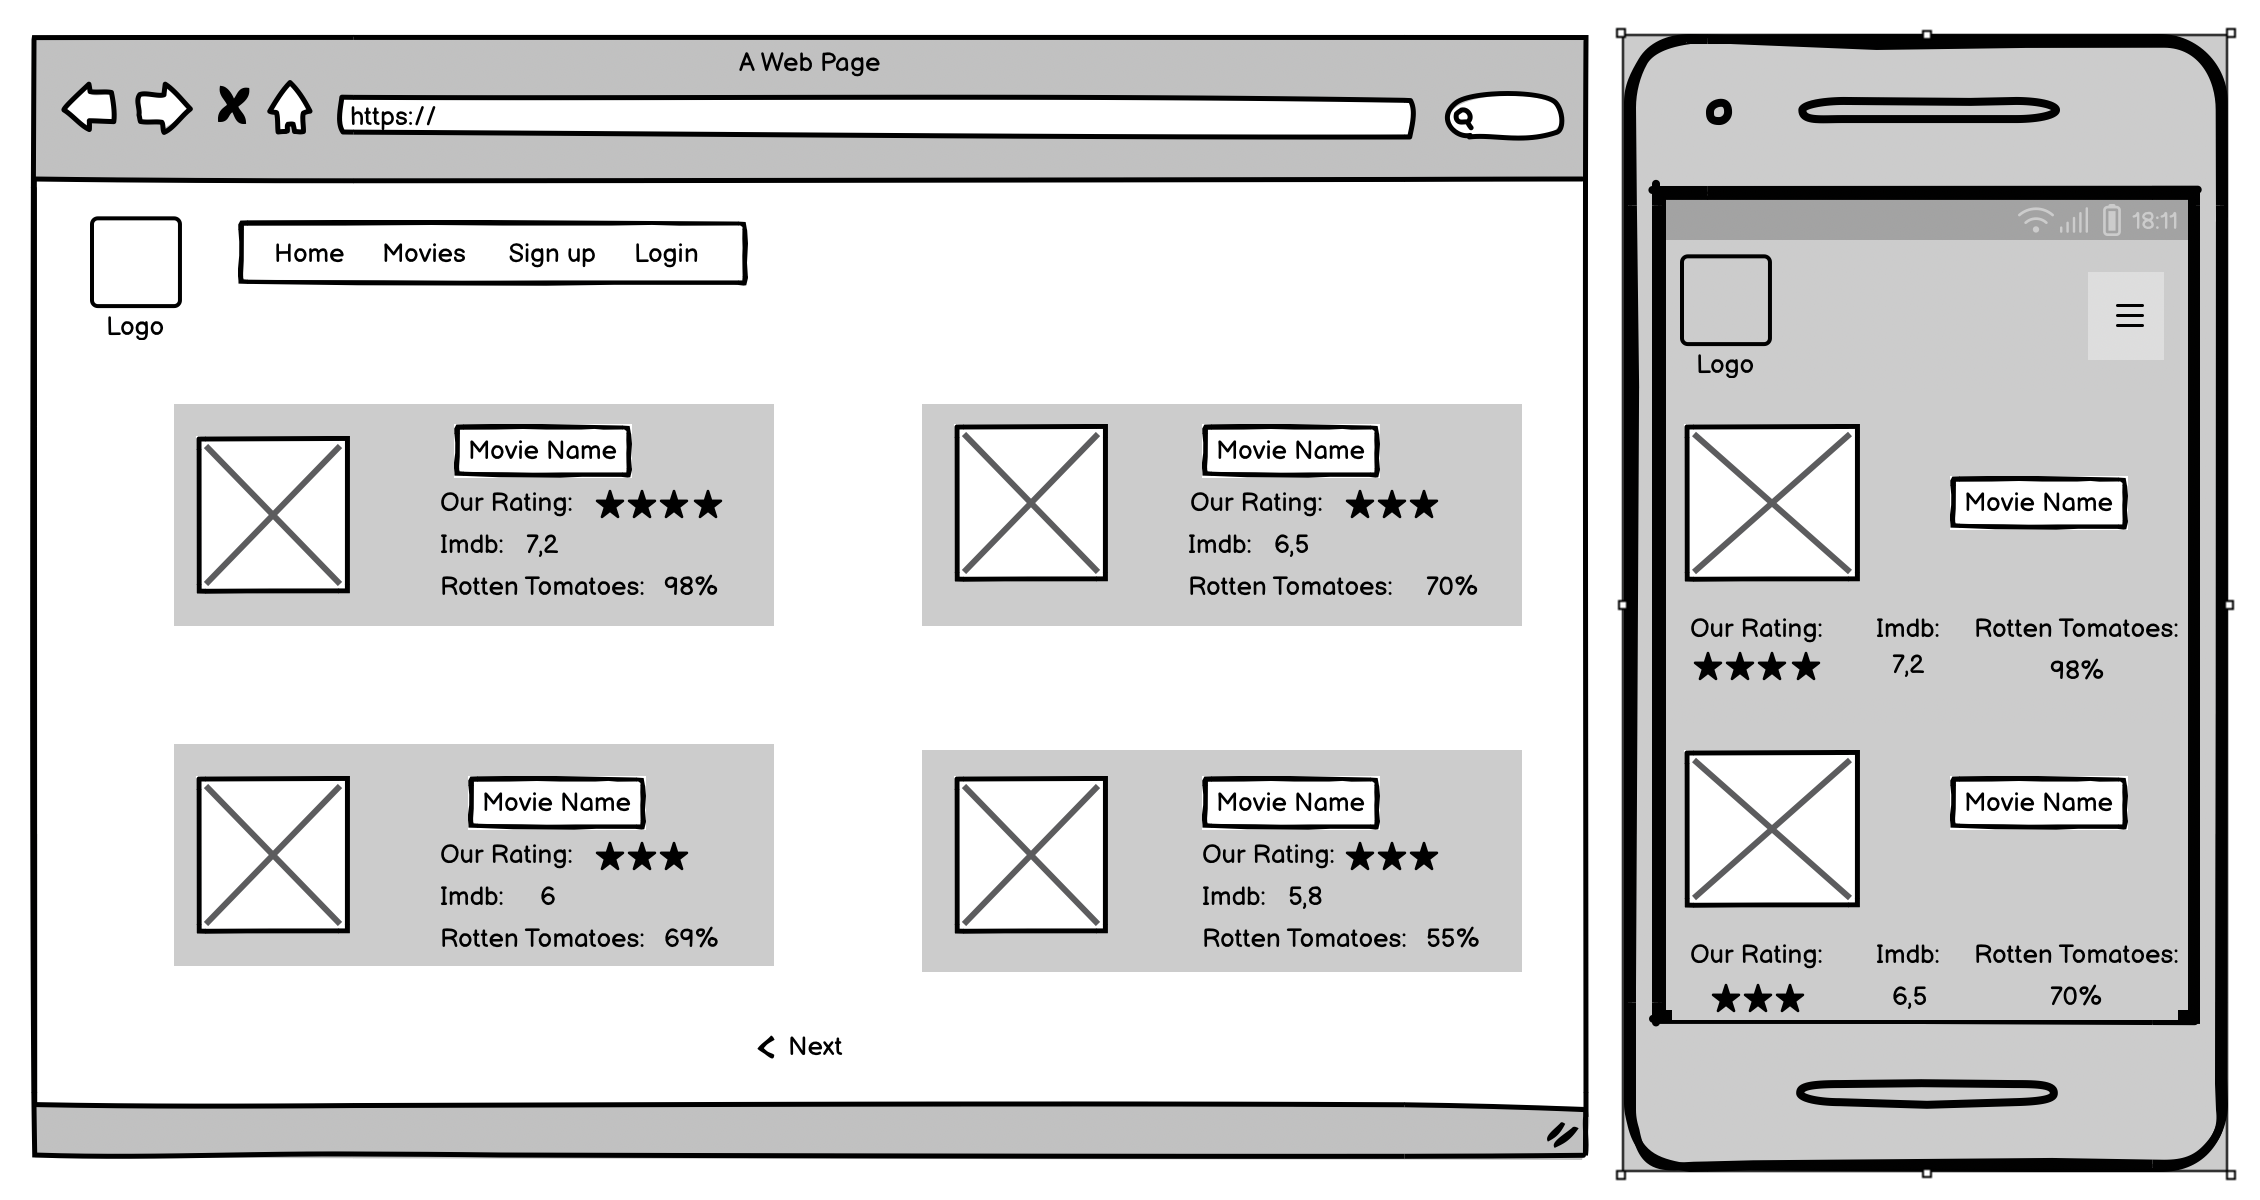 A Web Page
https://
Home Movies Sign up Login
Logo
Movie Name
Our Rating: ★★★★
Imdb: 7,2
Rotten Tomatoes: 98%
Movie Name
Our Rating: ★★★
Imdb: 6,5
Rotten Tomatoes: 70%
Movie Name
Our Rating: ★★★
Imdb: 6
Rotten Tomatoes: 69%
Movie Name
Our Rating: ★★★
Imdb: 5,8
Rotten Tomatoes: 55%
< Next
18:11
Logo
Movie Name
Our Rating: Imdb: Rotten Tomatoes:
★★★★ 7,2 98%
Movie Name
Our Rating: Imdb: Rotten Tomatoes:
★★★ 6,5 70%